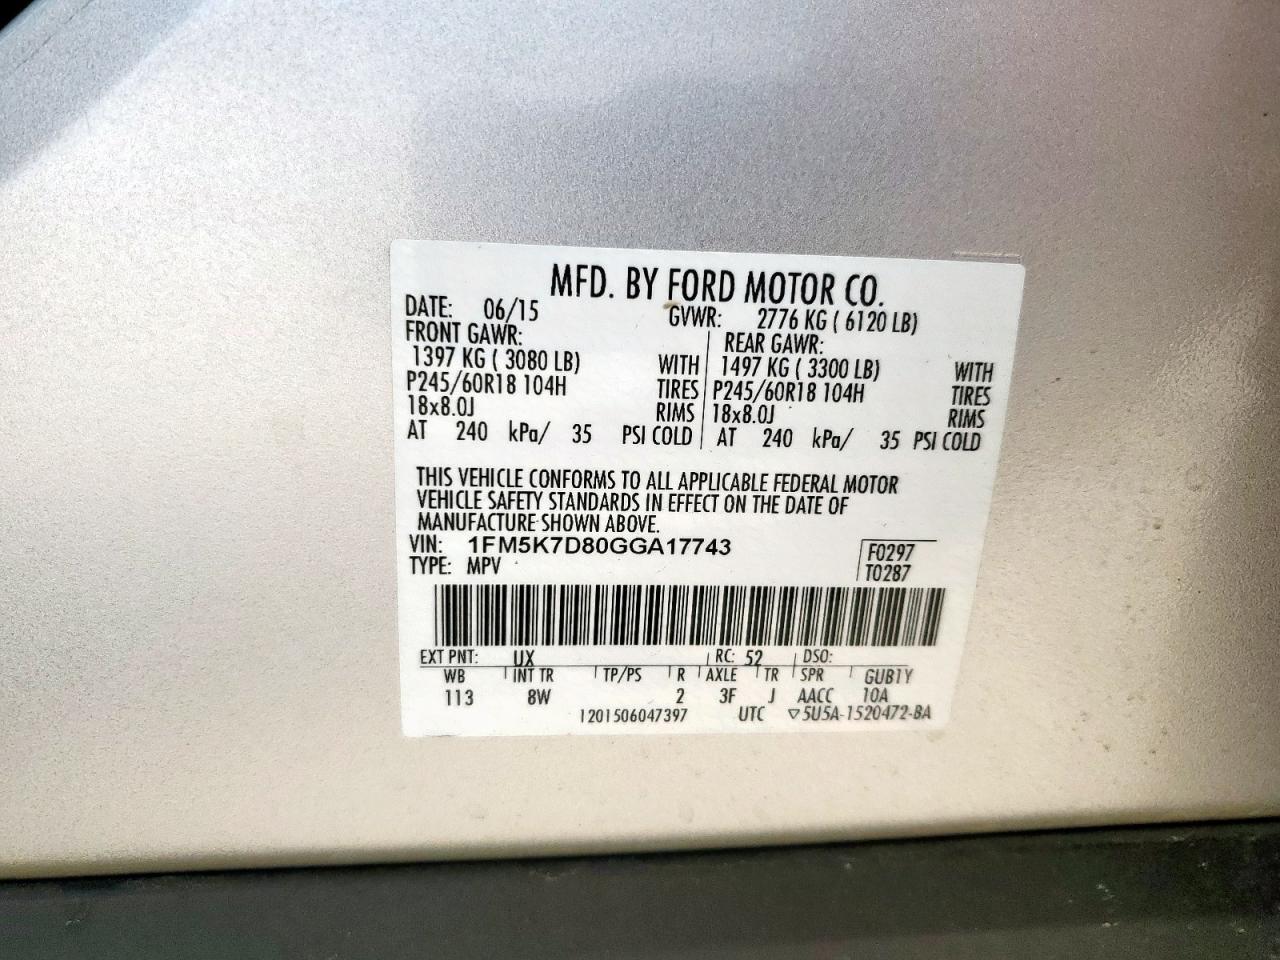 MFD. BY FORD MOTOR CO.
DATE: 06/15 GVWR: 2776 KG ( 6120 LB)
FRONT GAWR: REAR GAWR:
1397 KG ( 3080 LB) WITH 1497 KG ( 3300 LB) WITH
P245/60R18 104H TIRES P245/60R18 104H TIRES
18x8.0J RIMS 18x8.0J RIMS
AT 240 kPa/ 35 PSI COLD AT 240 kPa/ 35 PSI COLD
THIS VEHICLE CONFORMS TO ALL APPLICABLE FEDERAL MOTOR
VEHICLE SAFETY STANDARDS IN EFFECT ON THE DATE OF
MANUFACTURE SHOWN ABOVE.
VIN: 1FM5K7D80GGA17743 F0297
TYPE: MPV T0287
EXT PNT: UX RC: 52 DSO:
WB INT TR TP/PS R AXLE TR SPR GUB1Y
113 8W 2 3F J AACC 10A
1201506047397 UTC ▽5U5A-1520472-BA